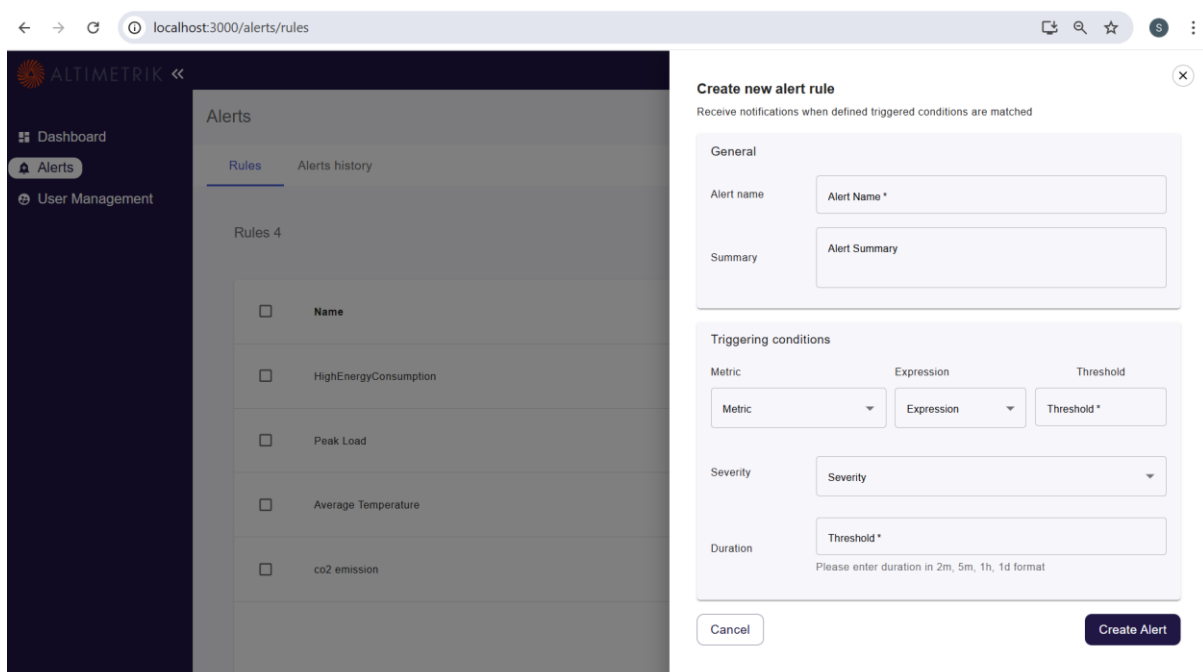 localhost:3000/alerts/rules
S
ALTIMETRIK
Dashboard
Alerts
User Management
Alerts
Rules Alerts history
Rules 4
Name
HighEnergyConsumption
Peak Load
Average Temperature
co2 emission
Create new alert rule
Receive notifications when defined triggered conditions are matched
General
Alert name Alert Name *
Summary Alert Summary
Triggering conditions
Metric Expression Threshold
Metric Expression Threshold *
Severity Severity
Duration Threshold *
Please enter duration in 2m, 5m, 1h, 1d format
Cancel Create Alert